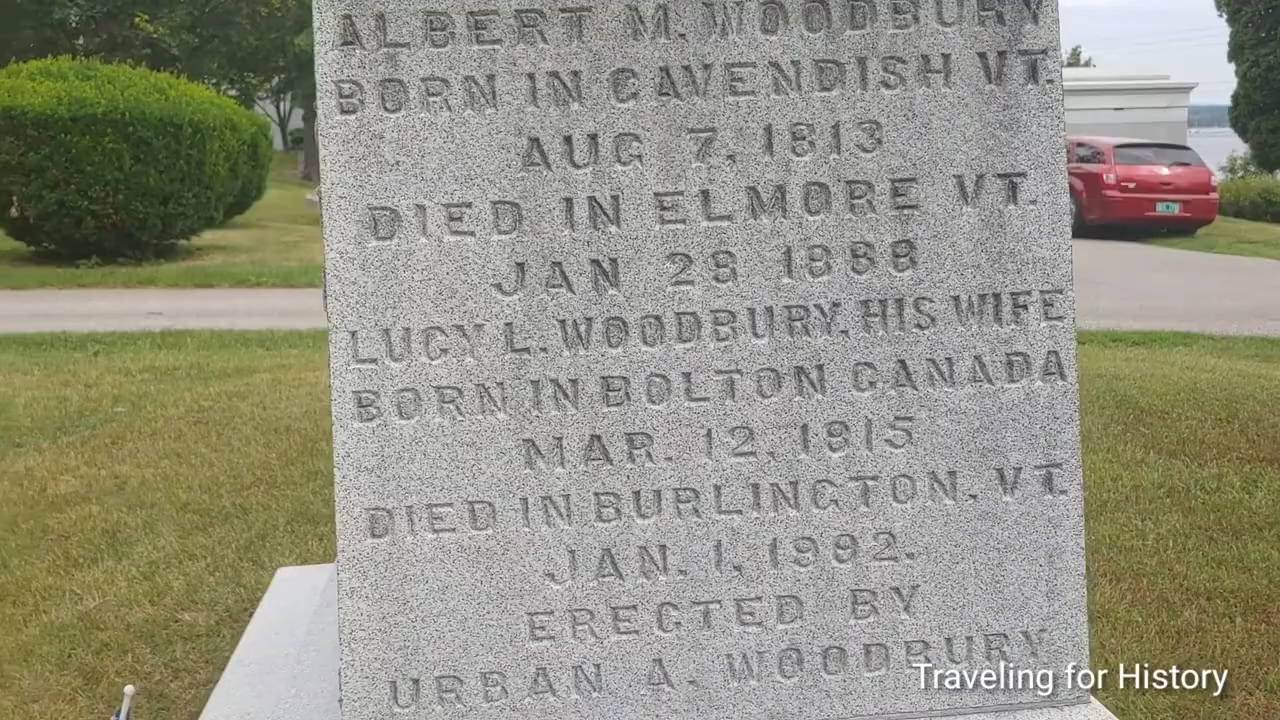 ALBERT M. WOODBURY
BORN IN CAVENDISH VT.
AUG 7, 1813
DIED IN ELMORE VT.
JAN 28 1888
LUCY L. WOODBURY, HIS WIFE
BORN IN BOLTON CANADA
MAR. 12, 1815
DIED IN BURLINGTON, VT.
JAN. 1, 1892.
ERECTED BY
URBAN A. WOODBURY
Traveling for History